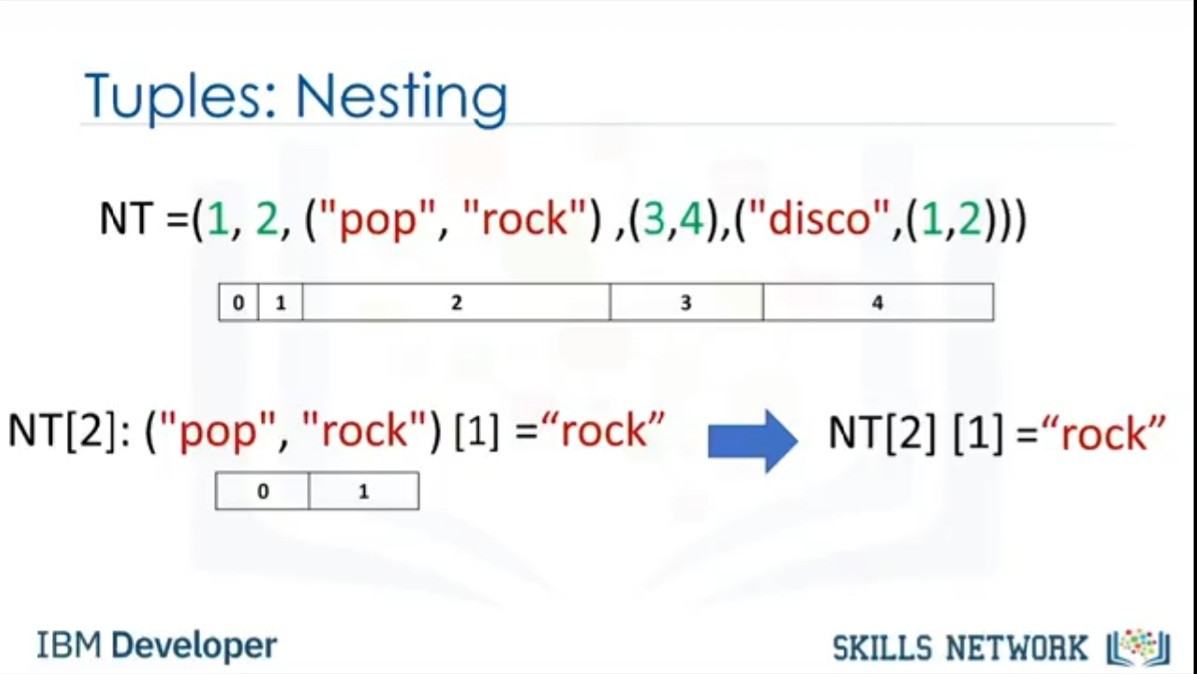 Tuples: Nesting
NT =(1, 2, ("pop", "rock") ,(3,4),("disco",(1,2)))
0 1 2 3 4
NT[2]: ("pop", "rock") [1] =“rock” NT[2] [1] =“rock”
0 1
IBM Developer SKILLS NETWORK